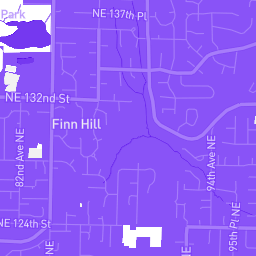 Park
NE 137th Pl
NE 132nd St
Finn Hill
82nd Ave NE
94th Ave NE
NE 124th St
95th Pl NE